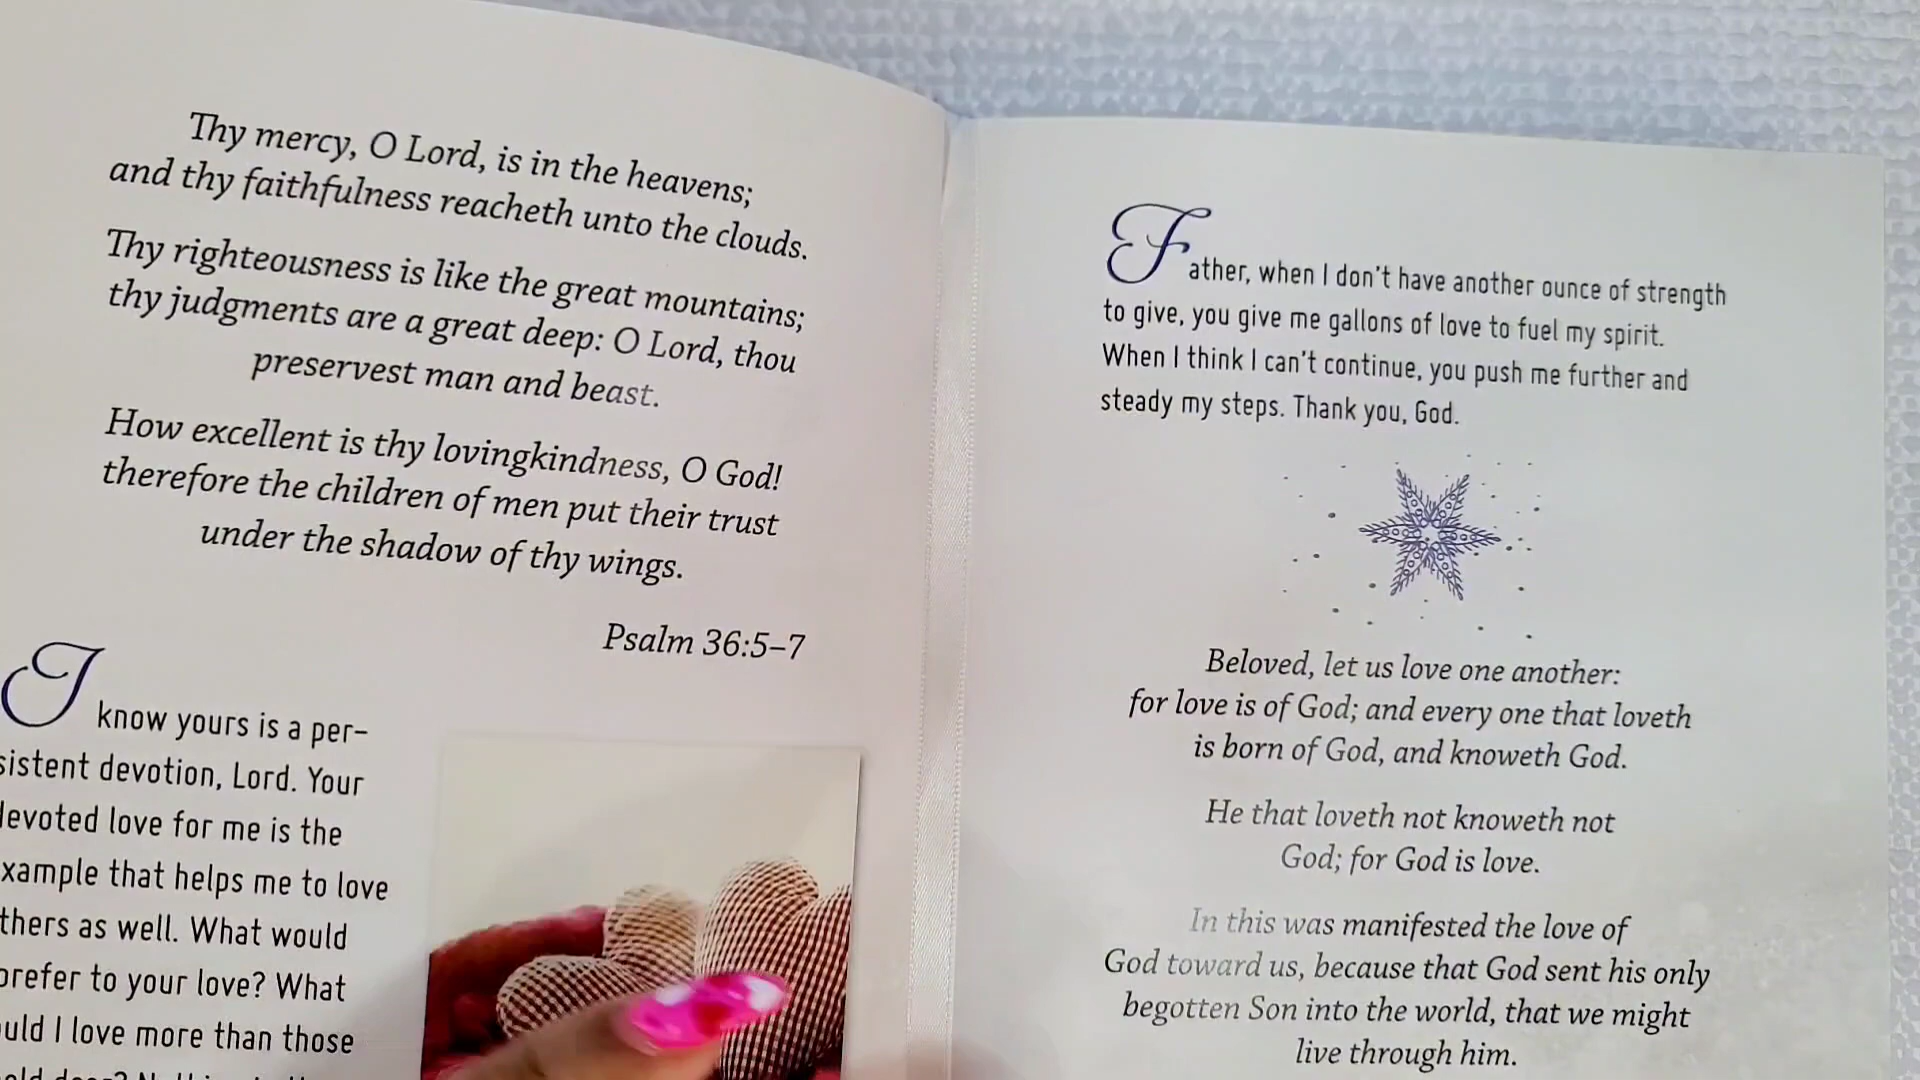 Thy mercy, O Lord, is in the heavens;
and thy faithfulness reacheth unto the clouds.
Thy righteousness is like the great mountains;
thy judgments are a great deep: O Lord, thou
preservest man and beast.
How excellent is thy lovingkindness, O God!
therefore the children of men put their trust
under the shadow of thy wings.
Psalm 36:5–7
I know yours is a per-
sistent devotion, Lord. Your
devoted love for me is the
xample that helps me to love
thers as well. What would
prefer to your love? What
uld I love more than those
Father, when I don't have another ounce of strength
to give, you give me gallons of love to fuel my spirit.
When I think I can't continue, you push me further and
steady my steps. Thank you, God.
Beloved, let us love one another:
for love is of God; and every one that loveth
is born of God, and knoweth God.
He that loveth not knoweth not
God; for God is love.
In this was manifested the love of
God toward us, because that God sent his only
begotten Son into the world, that we might
live through him.